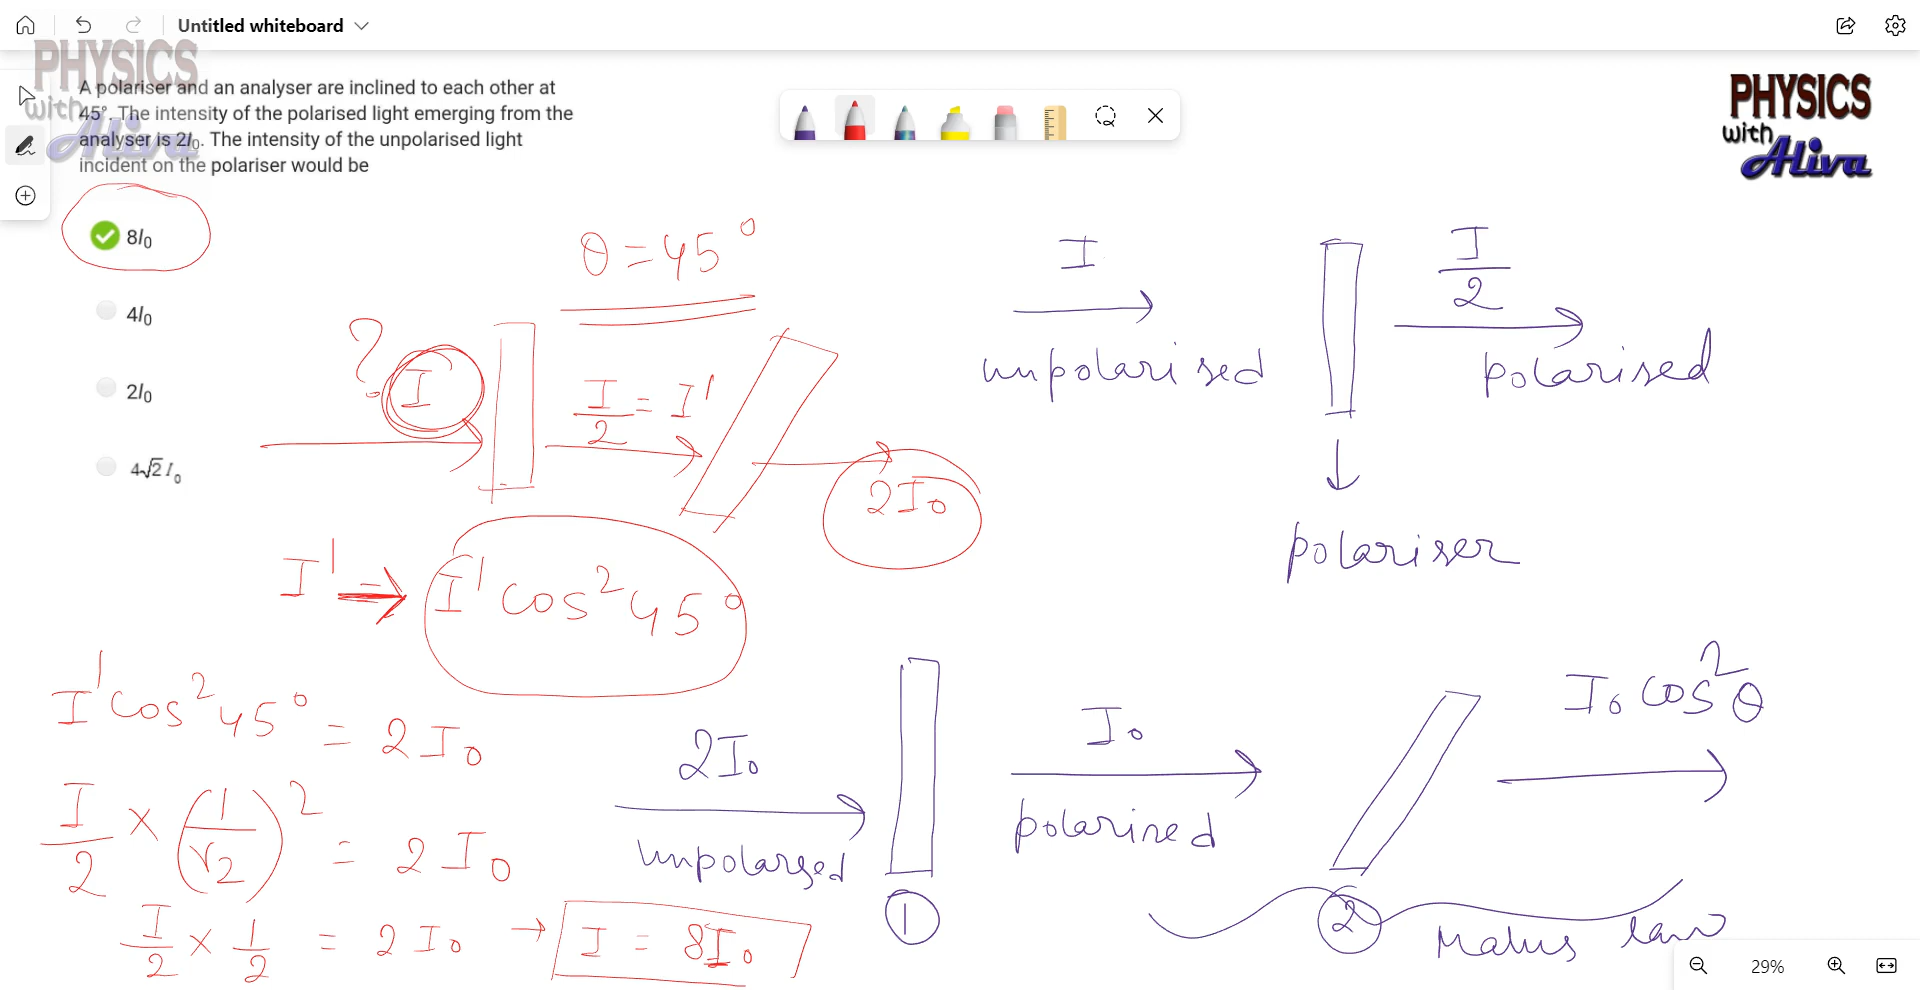 Untitled whiteboard
PHYSICS
with
Aliva
A polariser and an analyser are inclined to each other at
45°. The intensity of the polarised light emerging from the
analyser is 2I₀. The intensity of the unpolarised light
incident on the polariser would be
8I₀
4I₀
2I₀
4√2 I₀
PHYSICS
with
Aliva
θ = 45°
?
I
I/2 = I'
2I₀
I' ⇒ I' cos² 45°
I' cos² 45° = 2I₀
I/2 × (1/√2)² = 2I₀
I/2 × 1/2 = 2I₀ → I = 8I₀
I
unpolarised
I/2
polarised
↓
polariser
2I₀
unpolarsed
1
I₀
polarised
2
I₀ cos² θ
Malus law
29%